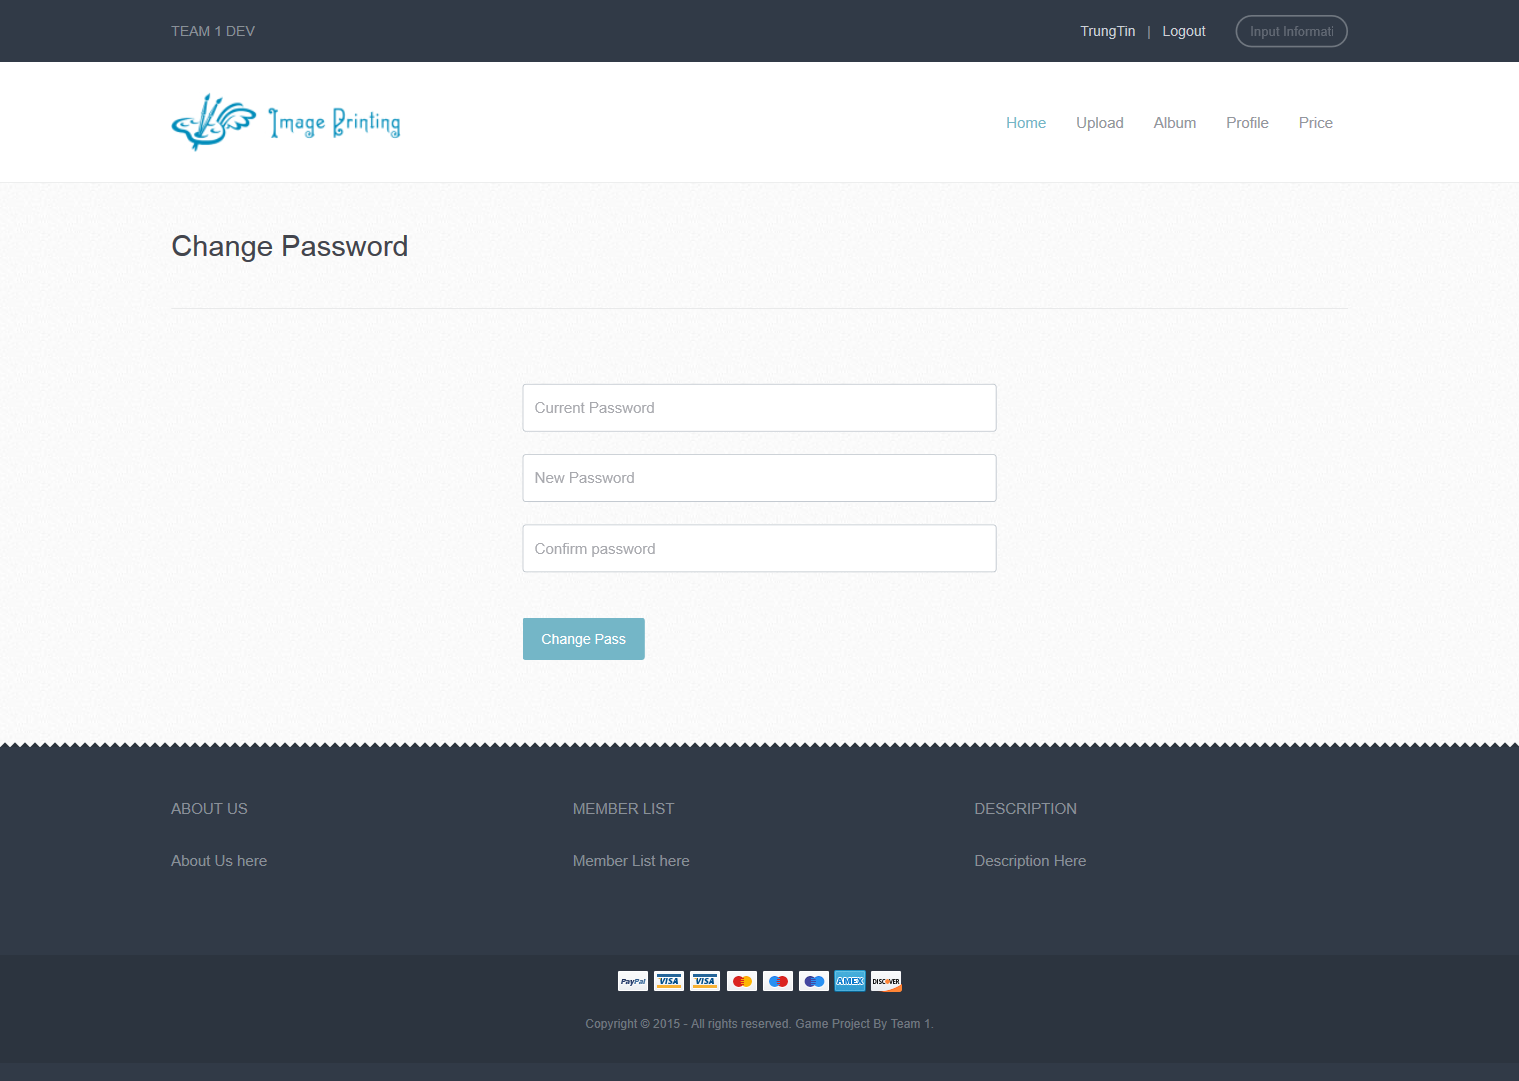 TEAM 1 DEV
TrungTin | Logout
Input Informati
Image Printing
Home Upload Album Profile Price
Change Password
Current Password
New Password
Confirm password
Change Pass
ABOUT US
About Us here
MEMBER LIST
Member List here
DESCRIPTION
Description Here
PayPal VISA VISA AMEX DISCOVER
Copyright © 2015 - All rights reserved. Game Project By Team 1.